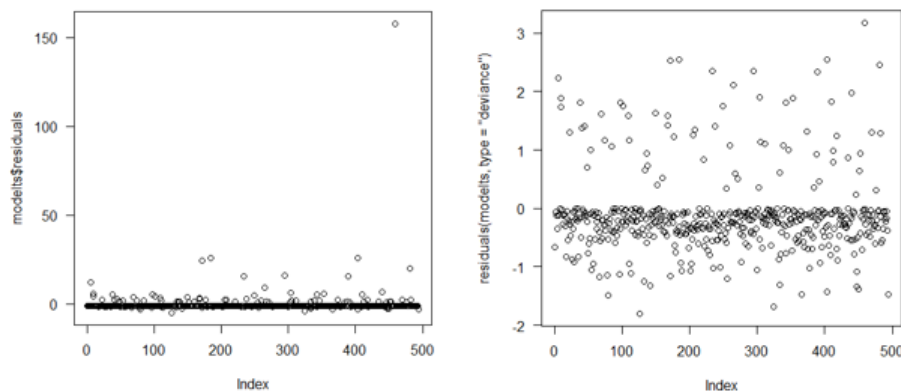 150
100
50
0
modelts$residuals
0 100 200 300 400 500
Index
3
2
1
0
-1
-2
residuals(modelts, type = "deviance")
0 100 200 300 400 500
Index